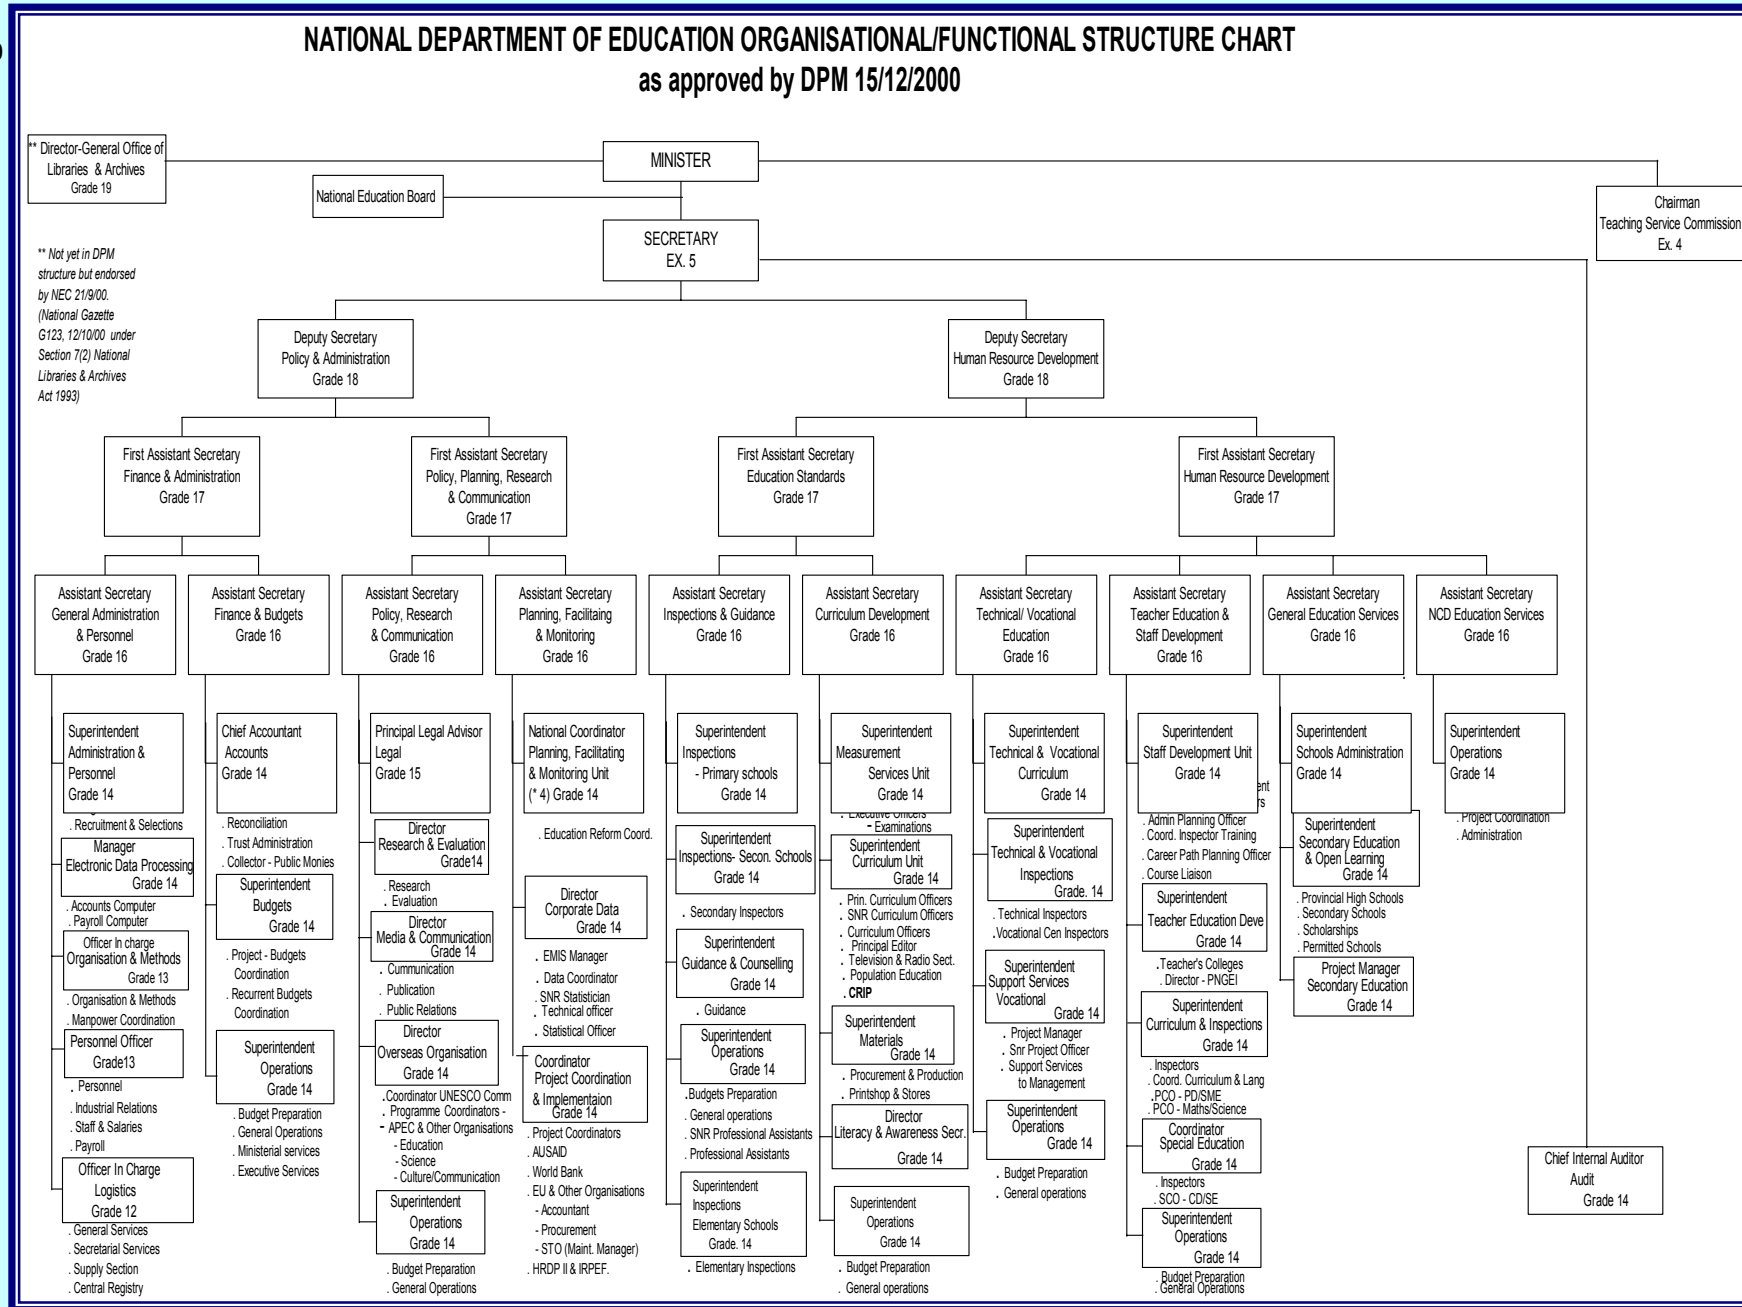 NATIONAL DEPARTMENT OF EDUCATION ORGANISATIONAL/FUNCTIONAL STRUCTURE CHART
as approved by DPM 15/12/2000
** Director-General Office of
Libraries & Archives
Grade 19
MINISTER
National Education Board
Chairman
Teaching Service Commission
Ex. 4
SECRETARY
EX. 5
** Not yet in DPM
structure but endorsed
by NEC 21/9/00.
(National Gazette
G123, 12/10/00 under
Section 7(2) National
Libraries & Archives
Act 1993)
Deputy Secretary
Policy & Administration
Grade 18
Deputy Secretary
Human Resource Development
Grade 18
First Assistant Secretary
Finance & Administration
Grade 17
First Assistant Secretary
Policy, Planning, Research
& Communication
Grade 17
First Assistant Secretary
Education Standards
Grade 17
First Assistant Secretary
Human Resource Development
Grade 17
Assistant Secretary
General Administration
& Personnel
Grade 16
Assistant Secretary
Finance & Budgets
Grade 16
Assistant Secretary
Policy, Research
& Communication
Grade 16
Assistant Secretary
Planning, Facilitaing
& Monitoring
Grade 16
Assistant Secretary
Inspections & Guidance
Grade 16
Assistant Secretary
Curriculum Development
Grade 16
Assistant Secretary
Technical/ Vocational
Education
Grade 16
Assistant Secretary
Teacher Education &
Staff Development
Grade 16
Assistant Secretary
General Education Services
Grade 16
Assistant Secretary
NCD Education Services
Grade 16
Superintendent
Administration &
Personnel
Grade 14
. Recruitment & Selections
Manager
Electronic Data Processing
Grade 14
. Accounts Computer
. Payroll Computer
Officer In charge
Organisation & Methods
Grade 13
. Organisation & Methods
. Manpower Coordination
Personnel Officer
Grade13
. Personnel
. Industrial Relations
. Staff & Salaries
. Payroll
Officer In Charge
Logistics
Grade 12
. General Services
. Secretarial Services
. Supply Section
. Central Registry
Chief Accountant
Accounts
Grade 14
. Reconciliation
. Trust Administration
. Collector - Public Monies
Superintendent
Budgets
Grade 14
. Project - Budgets
Coordination
. Recurrent Budgets
Coordination
Superintendent
Operations
Grade 14
. Budget Preparation
. General Operations
. Ministerial services
. Executive Services
Principal Legal Advisor
Legal
Grade 15
Director
Research & Evaluation
Grade14
. Research
. Evaluation
Director
Media & Communication
Grade 14
. Cummunication
. Publication
. Public Relations
Director
Overseas Organisation
Grade 14
.Coordinator UNESCO Comm
. Programme Coordinators -
- APEC & Other Organisations
- Education
- Science
- Culture/Communication
Superintendent
Operations
Grade 14
. Budget Preparation
. General Operations
National Coordinator
Planning, Facilitating
& Monitoring Unit
(* 4) Grade 14
. Education Reform Coord.
Director
Corporate Data
Grade 14
. EMIS Manager
. Data Coordinator
. SNR Statistician
. Technical officer
. Statistical Officer
Coordinator
Project Coordination
& Implementaion
Grade 14
. Project Coordinators
. AUSAID
. World Bank
. EU & Other Organisations
- Accountant
- Procurement
- STO (Maint. Manager)
. HRDP II & IRPEF.
Superintendent
Inspections
- Primary schools
Grade 14
Superintendent
Inspections- Secon. Schools
Grade 14
. Secondary Inspectors
Superintendent
Guidance & Counselling
Grade 14
. Guidance
Superintendent
Operations
Grade 14
.Budgets Preparation
. General operations
. SNR Professional Assistants
. Professional Assistants
Superintendent
Inspections
Elementary Schools
Grade. 14
. Elementary Inspections
Superintendent
Measurement
Services Unit
Grade 14
. Executive Officers
- Examinations
Superintendent
Curriculum Unit
Grade 14
. Prin. Curriculum Officers
. SNR Curriculum Officers
. Curriculum Officers
. Principal Editor
. Television & Radio Sect.
. Population Education
. CRIP
Superintendent
Materials
Grade 14
. Procurement & Production
. Printshop & Stores
Director
Literacy & Awareness Secr.
Grade 14
Superintendent
Operations
Grade 14
. Budget Preparation
. General operations
Superintendent
Technical & Vocational
Curriculum
Grade 14
Superintendent
Technical & Vocational
Inspections
Grade. 14
. Technical Inspectors
.Vocational Cen Inspectors
Superintendent
Support Services
Vocational
Grade 14
. Project Manager
. Snr Project Officer
. Support Services
to Management
Superintendent
Operations
Grade 14
. Budget Preparation
. General operations
Superintendent
Staff Development Unit
Grade 14
. Admin Planning Officer
. Coord. Inspector Training
. Career Path Planning Officer
. Course Liaison
Superintendent
Teacher Education Deve
Grade 14
.Teacher's Colleges
. Director - PNGEI
Superintendent
Curriculum & Inspections
Grade 14
. Inspectors
. Coord. Curriculum & Lang
.PCO - PD/SME
. PCO - Maths/Science
Coordinator
Special Education
Grade 14
. Inspectors
. SCO - CD/SE
Superintendent
Operations
Grade 14
. Budget Preparation
. General Operations
Superintendent
Schools Administration
Grade 14
Superintendent
Secondary Education
& Open Learning
Grade 14
. Provincial High Schools
. Secondary Schools
. Scholarships
. Permitted Schools
Project Manager
Secondary Education
Grade 14
Superintendent
Operations
Grade 14
. Project Coordination
. Administration
Chief Internal Auditor
Audit
Grade 14